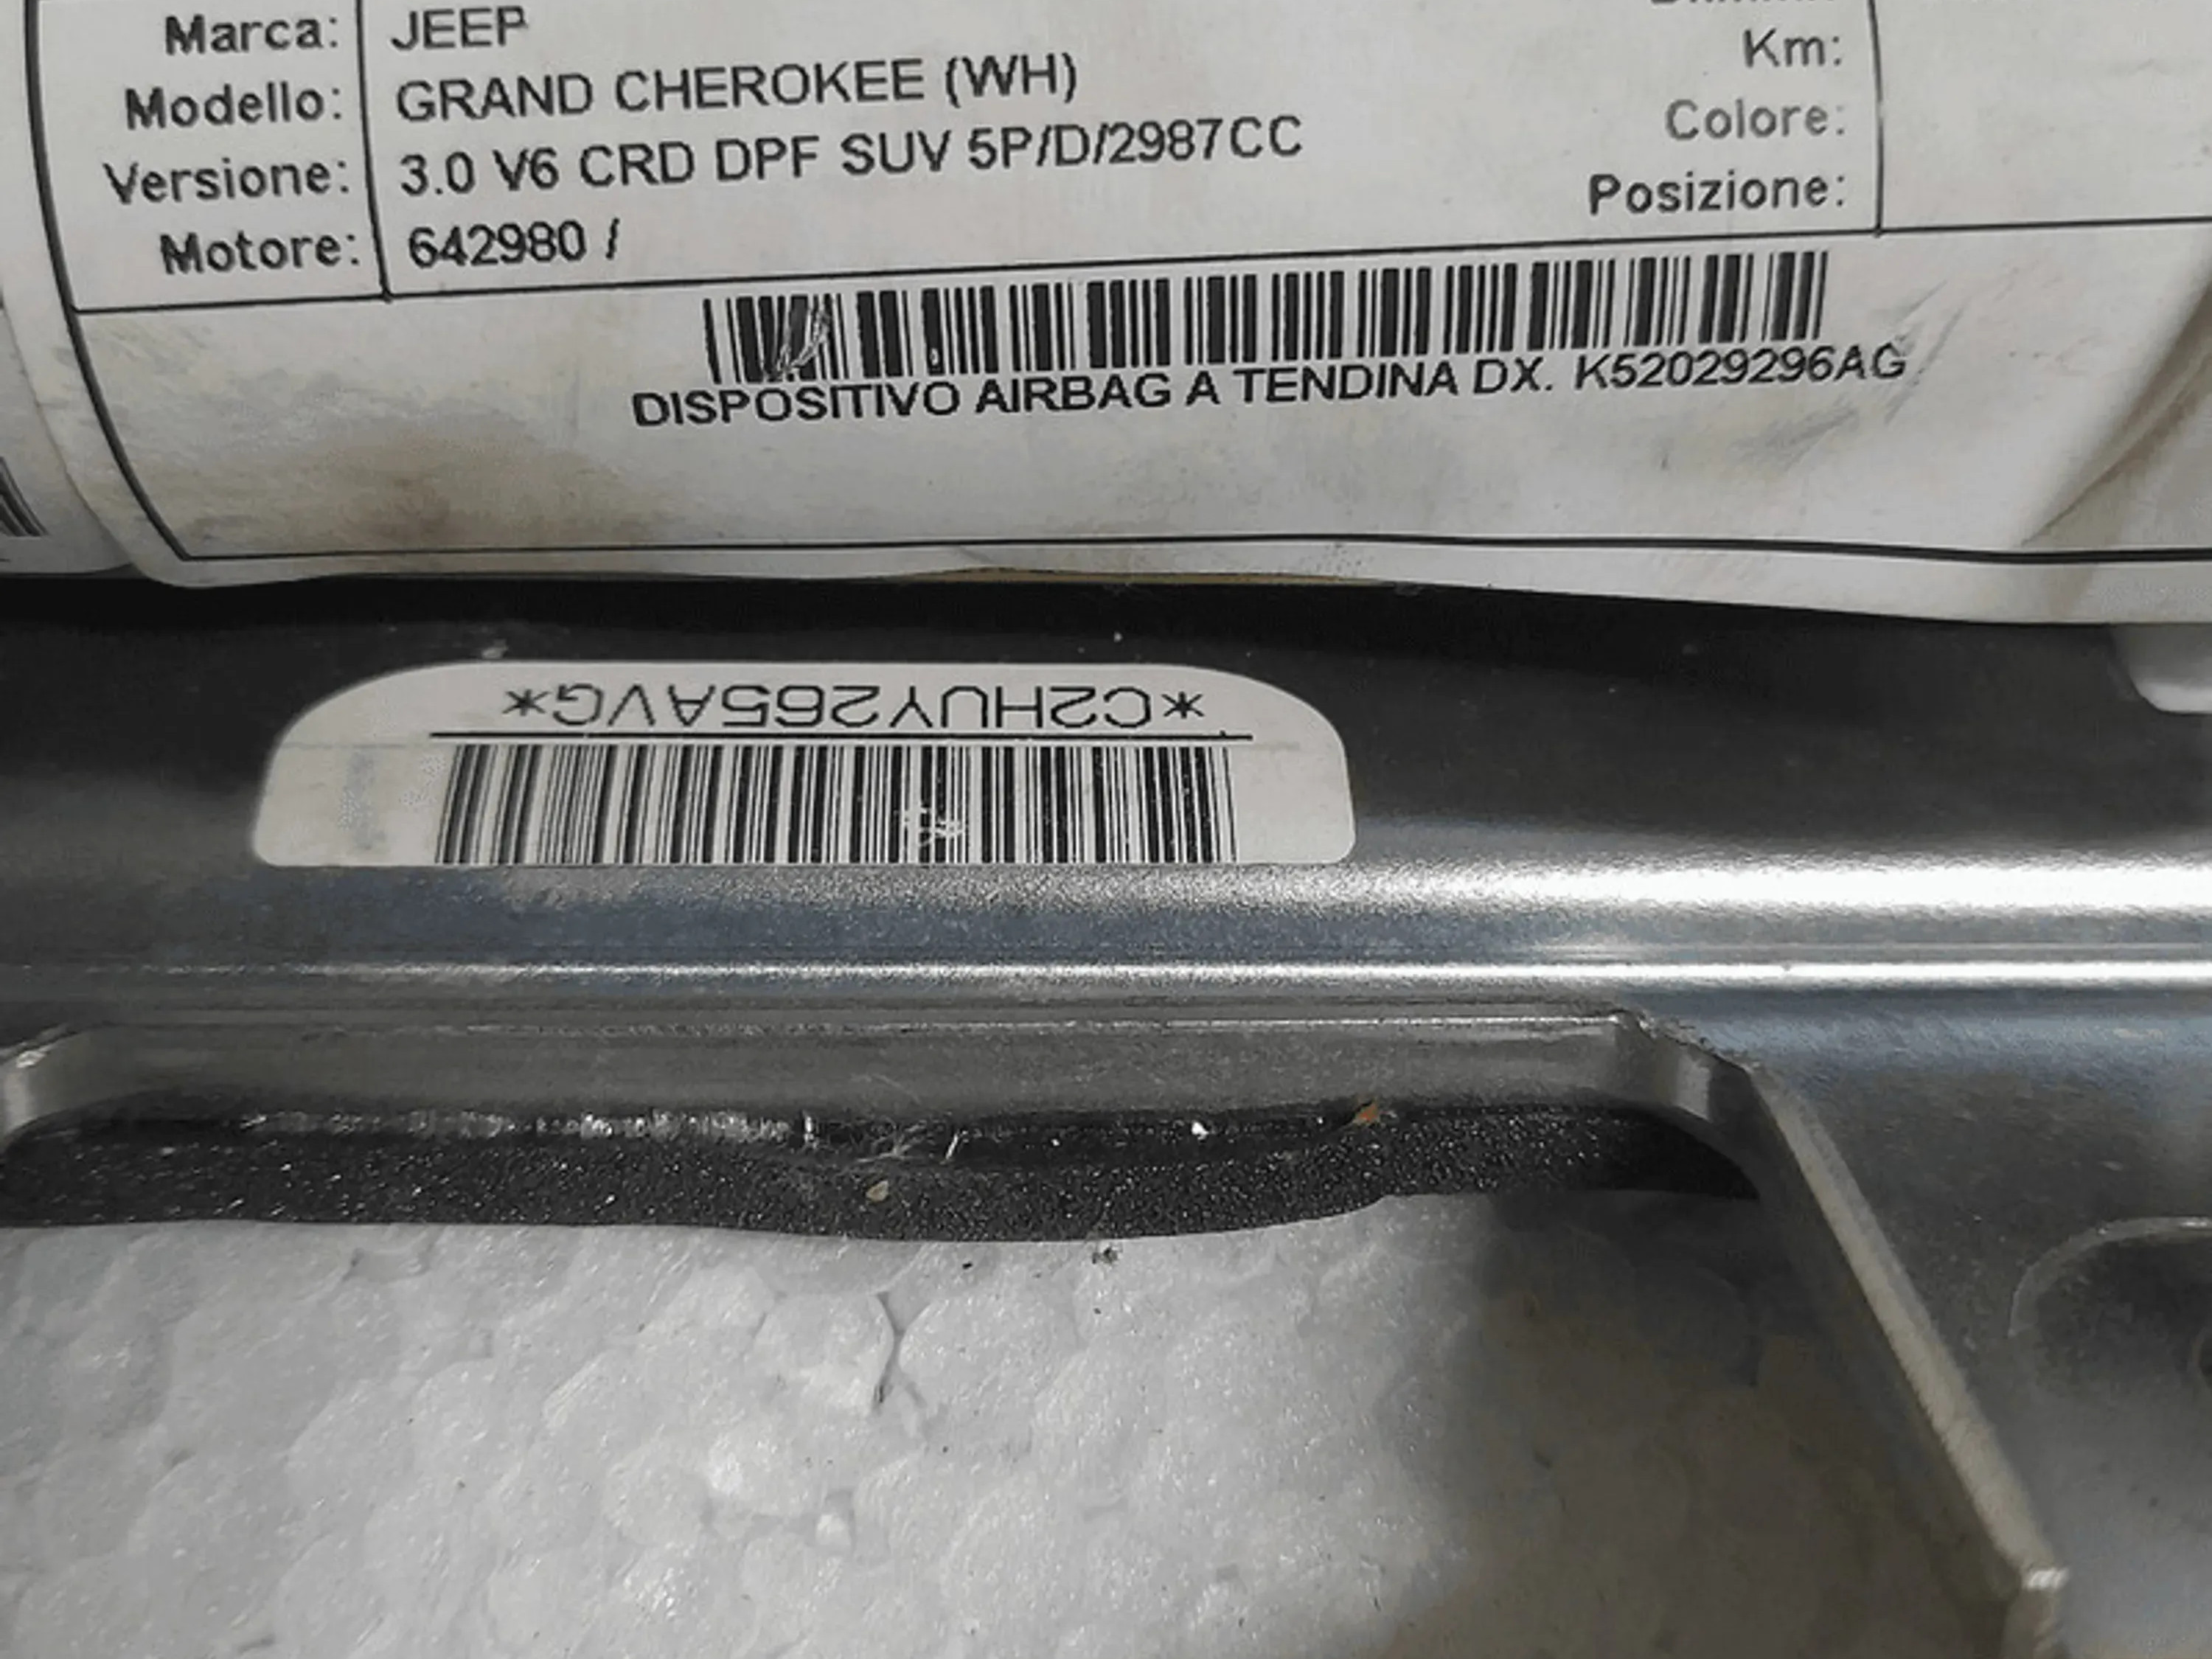 Marca: JEEP
Modello: GRAND CHEROKEE (WH)
Versione: 3.0 V6 CRD DPF SUV 5P/D/2987CC
Motore: 642980 /
Km:
Colore:
Posizione:
DISPOSITIVO AIRBAG A TENDINA DX. K52029296AG
*C2HUY265AVG*